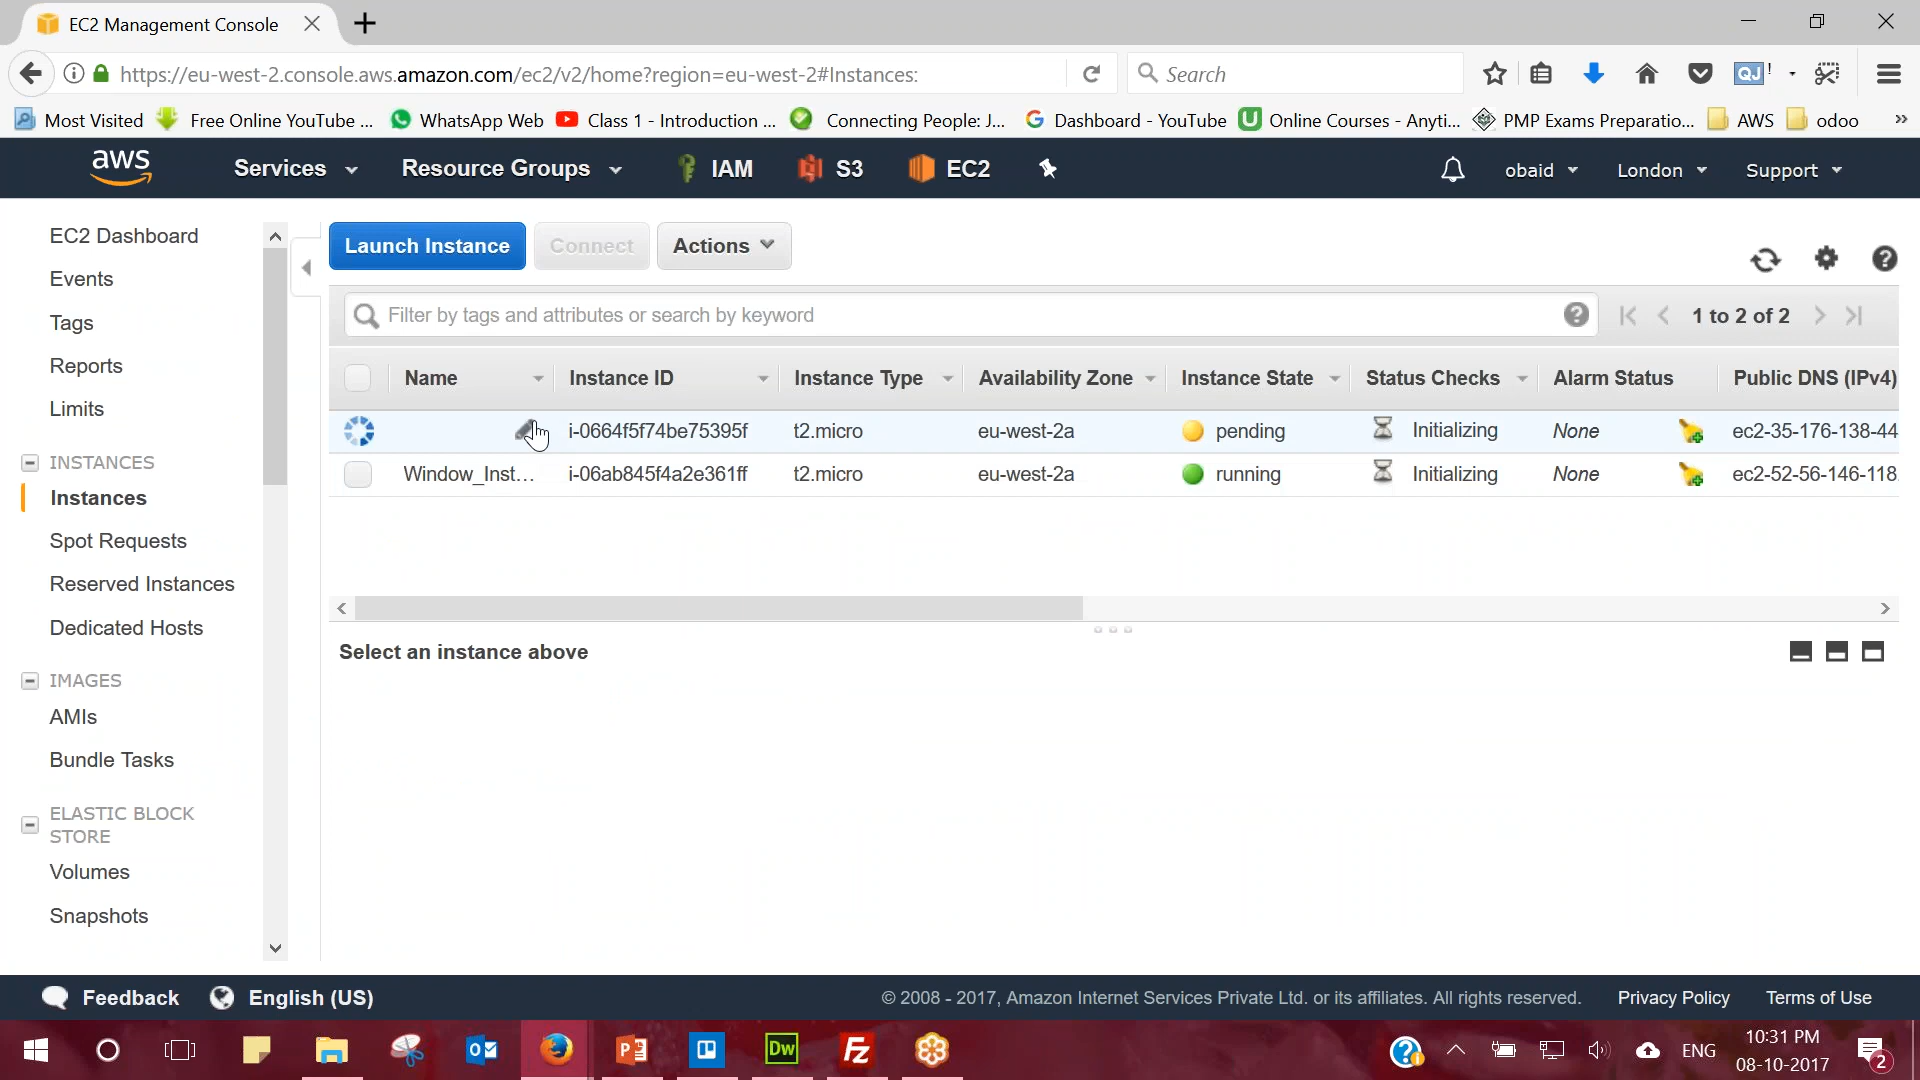 EC2 Management Console
https://eu-west-2.console.aws.amazon.com/ec2/v2/home?region=eu-west-2#Instances:
Search
QJ !
Most Visited Free Online YouTube ... WhatsApp Web Class 1 - Introduction ... Connecting People: J... Dashboard - YouTube Online Courses - Anyti... PMP Exams Preparatio... AWS odoo »
aws Services Resource Groups IAM S3 EC2 obaid London Support
EC2 Dashboard
Events
Tags
Reports
Limits
INSTANCES
Instances
Spot Requests
Reserved Instances
Dedicated Hosts
IMAGES
AMIs
Bundle Tasks
ELASTIC BLOCK
STORE
Volumes
Snapshots
Launch Instance Connect Actions
Filter by tags and attributes or search by keyword 1 to 2 of 2
Name Instance ID Instance Type Availability Zone Instance State Status Checks Alarm Status Public DNS (IPv4)
i-0664f5f74be75395f t2.micro eu-west-2a pending Initializing None ec2-35-176-138-44
Window_Inst... i-06ab845f4a2e361ff t2.micro eu-west-2a running Initializing None ec2-52-56-146-118.
Select an instance above
Feedback English (US) © 2008 - 2017, Amazon Internet Services Private Ltd. or its affiliates. All rights reserved. Privacy Policy Terms of Use
Dw
Fz
ENG
10:31 PM
08-10-2017
2